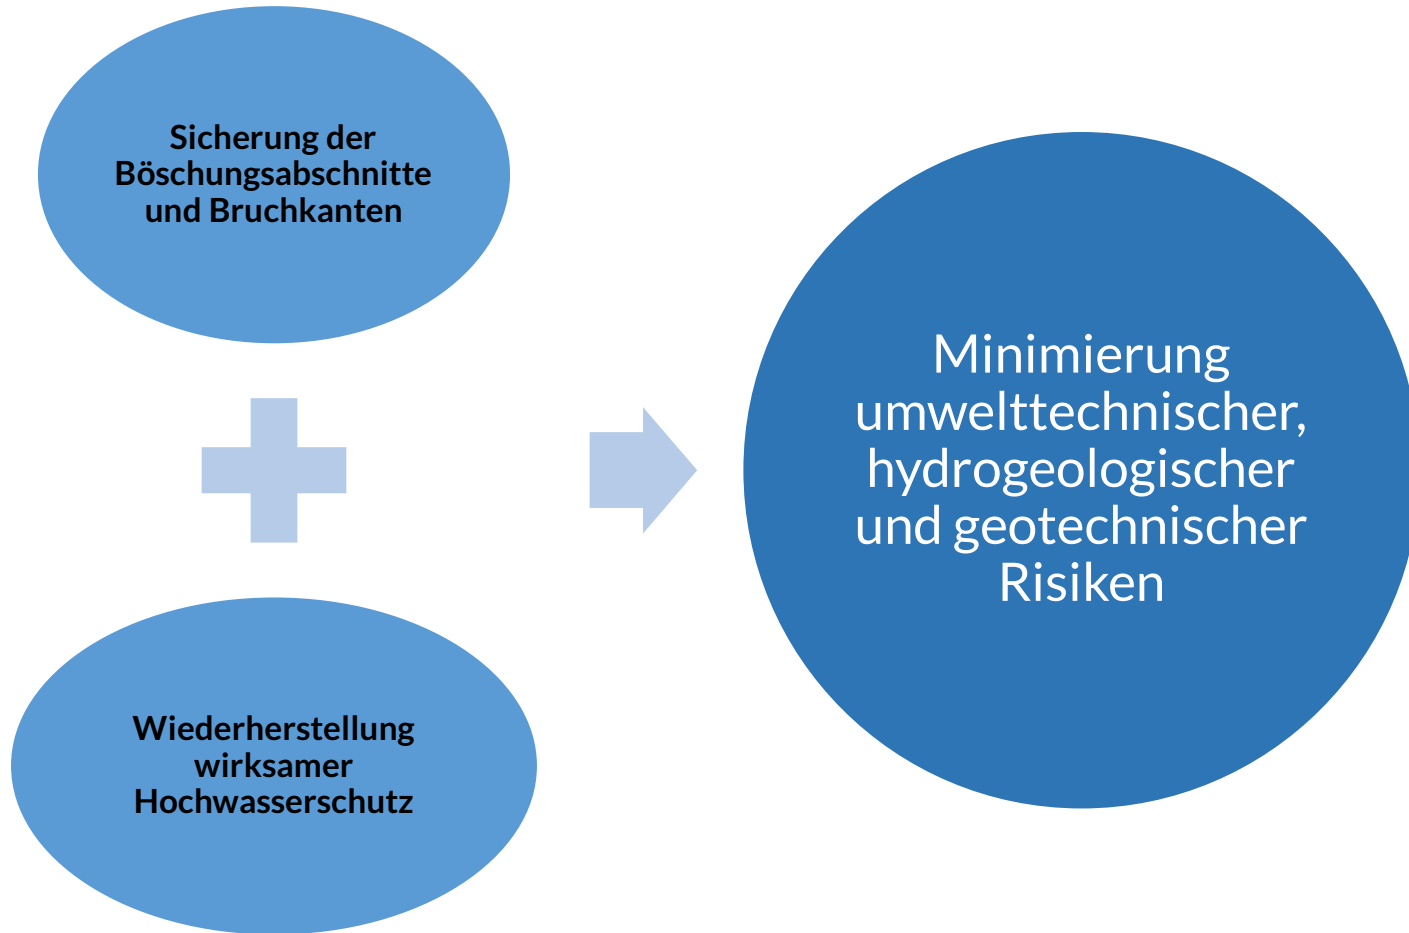 Sicherung der
Böschungsabschnitte
und Bruchkanten
Wiederherstellung
wirksamer
Hochwasserschutz
Minimierung
umwelttechnischer,
hydrogeologischer
und geotechnischer
Risiken